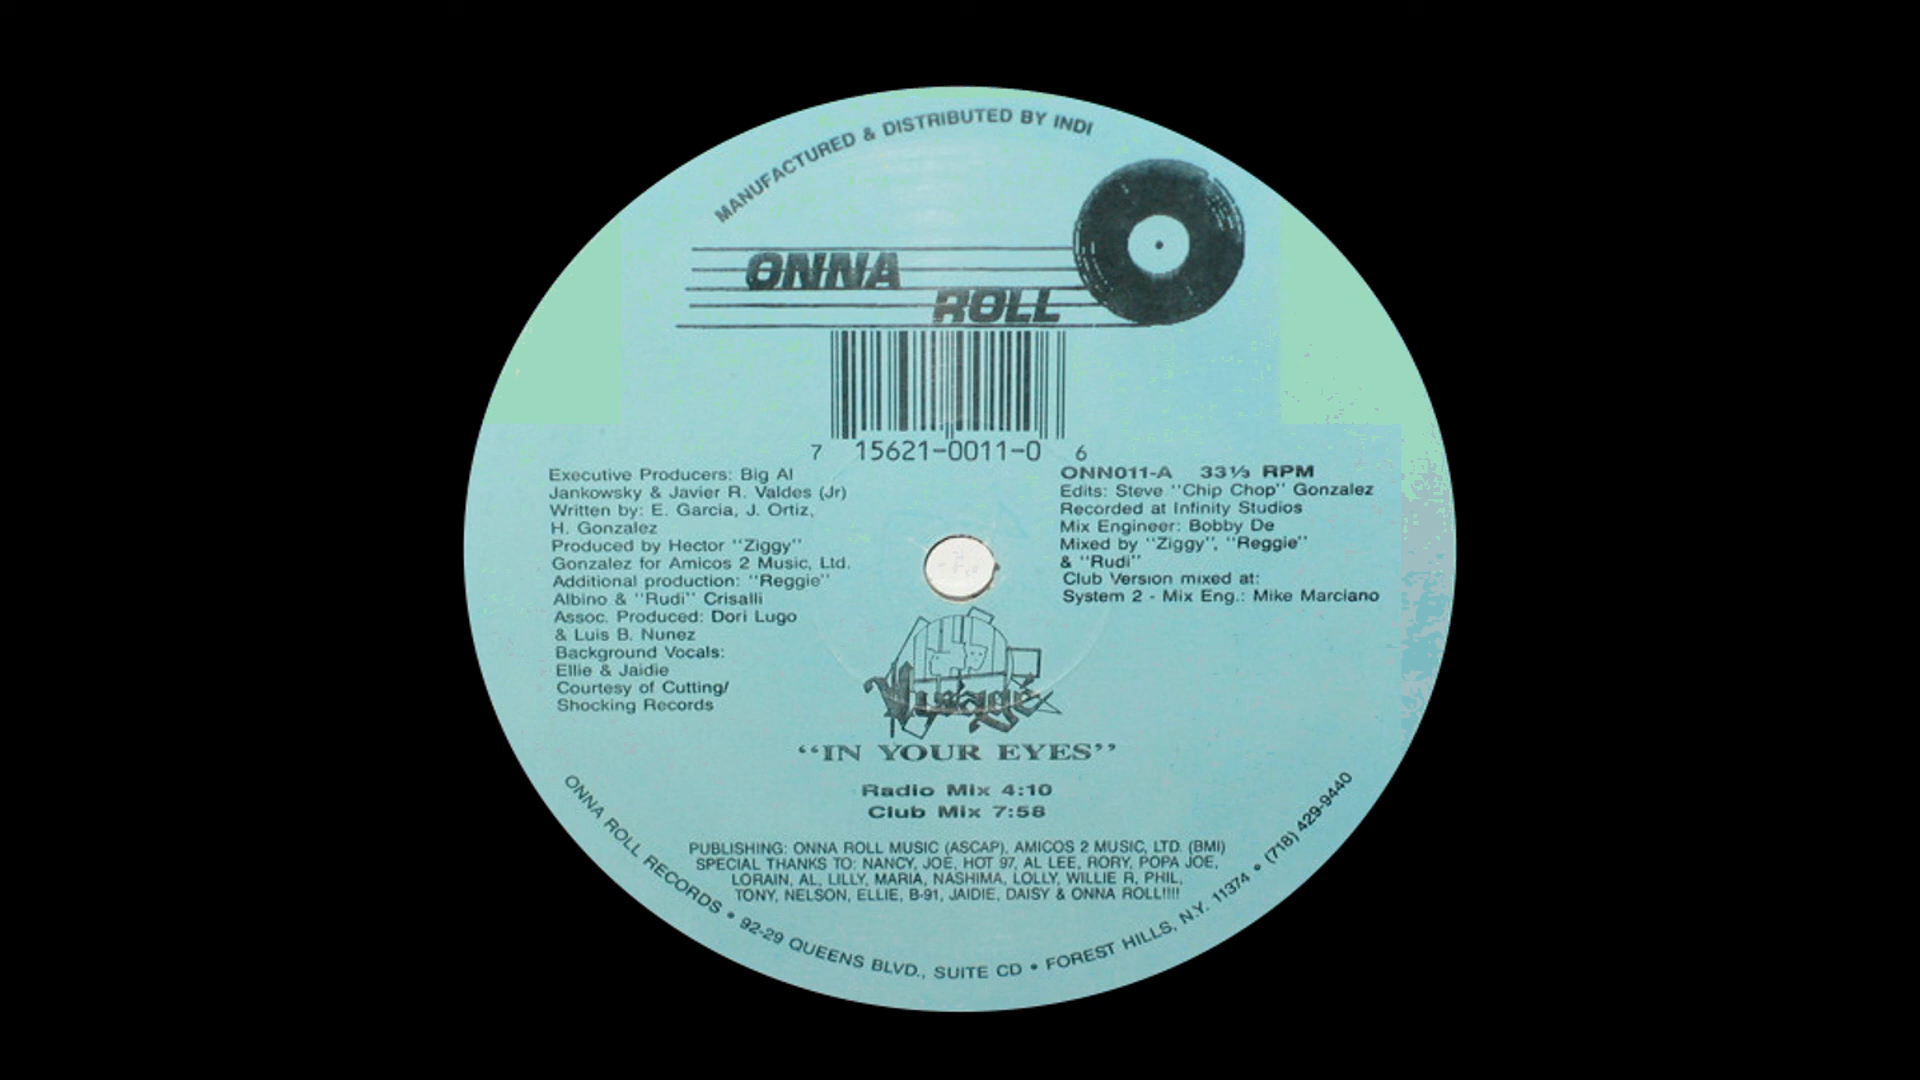 MANUFACTURED & DISTRIBUTED BY INDI
ONNA
ROLL
7 15621-0011-0 6
Executive Producers: Big Al
Jankowsky & Javier R. Valdes (Jr)
Written by: E. Garcia, J. Ortiz,
H. Gonzalez
Produced by Hector "Ziggy"
Gonzalez for Amicos 2 Music, Ltd.
Additional production: "Reggie"
Albino & "Rudi" Crisalli
Assoc. Produced: Dori Lugo
& Luis B. Nunez
Background Vocals:
Ellie & Jaidie
Courtesy of Cutting/
Shocking Records
ONN011-A 33⅓ RPM
Edits: Steve "Chip Chop" Gonzalez
Recorded at Infinity Studios
Mix Engineer: Bobby De
Mixed by "Ziggy", "Reggie"
& "Rudi"
Club Version mixed at:
System 2 - Mix Eng.: Mike Marciano
"IN YOUR EYES"
Radio Mix 4:10
Club Mix 7:58
PUBLISHING: ONNA ROLL MUSIC (ASCAP), AMICOS 2 MUSIC, LTD. (BMI)
SPECIAL THANKS TO: NANCY, JOE, HOT 97, AL LEE, RORY, POPA JOE,
LORAIN, AL, LILLY, MARIA, NASHIMA, LOLLY, WILLIE R, PHIL,
TONY, NELSON, ELLIE, B-91, JAIDIE, DAISY & ONNA ROLL!!!!
ONNA ROLL RECORDS • 92-29 QUEENS BLVD., SUITE CD • FOREST HILLS, N.Y. 11374 • (718) 429-9440